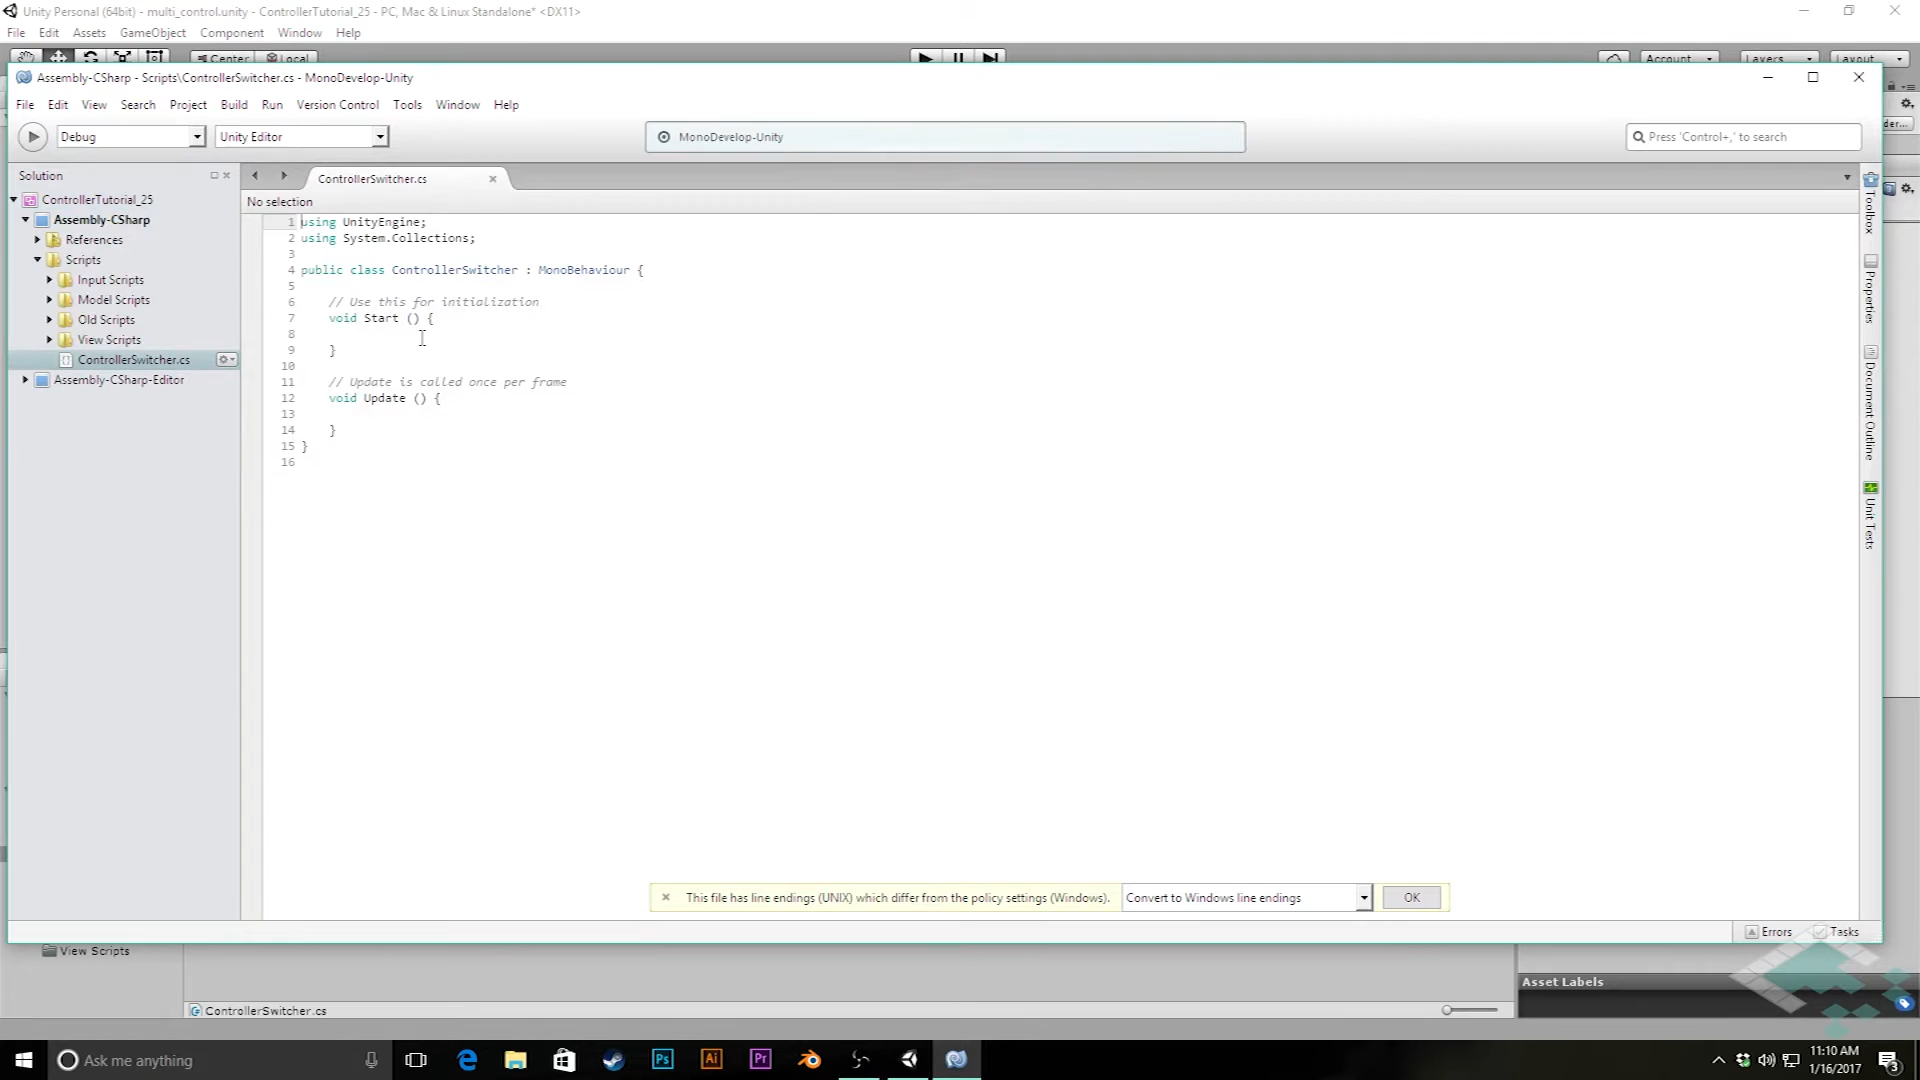 Unity Personal (64bit) - multi_control.unity - ControllerTutorial_25 - PC, Mac & Linux Standalone* <DX11>
File Edit Assets GameObject Component Window Help
Center Local Account Layers Layout
Assembly-CSharp - Scripts\ControllerSwitcher.cs - MonoDevelop-Unity
File Edit View Search Project Build Run Version Control Tools Window Help
Debug Unity Editor MonoDevelop-Unity Press 'Control+,' to search
Solution
ControllerSwitcher.cs
ControllerTutorial_25
Assembly-CSharp
References
Scripts
Input Scripts
Model Scripts
Old Scripts
View Scripts
ControllerSwitcher.cs
Assembly-CSharp-Editor
No selection
1 using UnityEngine;
2 using System.Collections;
3
4 public class ControllerSwitcher : MonoBehaviour {
5
6 // Use this for initialization
7 void Start () {
8
9 }
10
11 // Update is called once per frame
12 void Update () {
13
14 }
15 }
16
Toolbox
Properties
Document Outline
Unit Tests
This file has line endings (UNIX) which differ from the policy settings (Windows). Convert to Windows line endings OK
Errors Tasks
View Scripts
Asset Labels
ControllerSwitcher.cs
Ask me anything
Ps Ai Pr
11:10 AM
1/16/2017
3